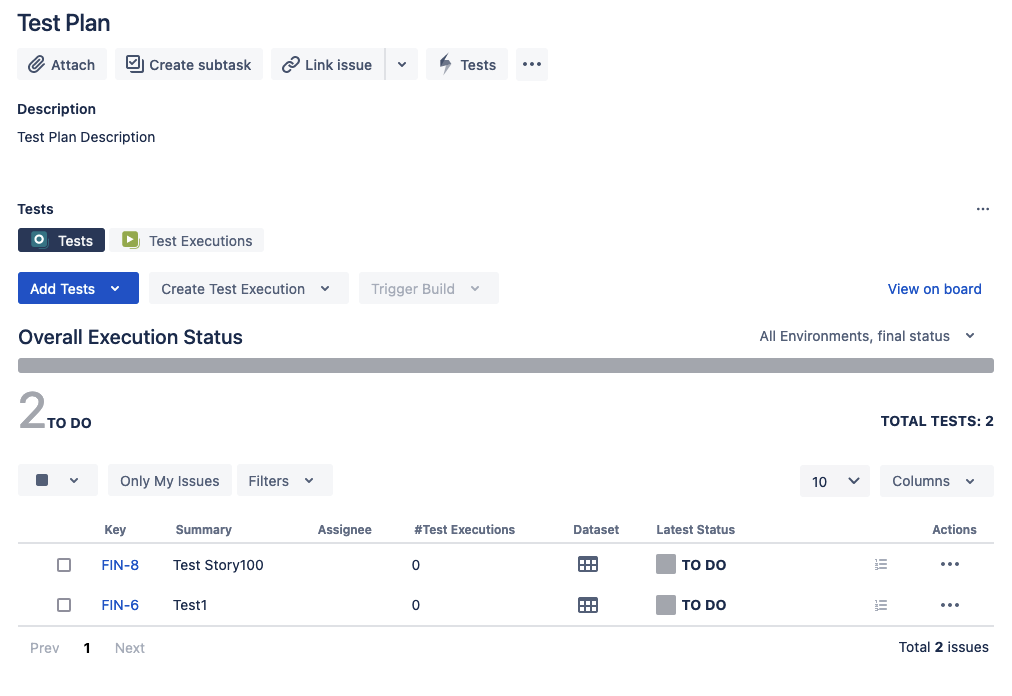 Test Plan
Attach Create subtask Link issue Tests
Description
Test Plan Description
Tests
Tests Test Executions
Add Tests Create Test Execution Trigger Build View on board
Overall Execution Status All Environments, final status
2 TO DO TOTAL TESTS: 2
Only My Issues Filters 10 Columns
Key Summary Assignee #Test Executions Dataset Latest Status Actions
FIN-8 Test Story100 0 TO DO
FIN-6 Test1 0 TO DO
Prev 1 Next Total 2 issues